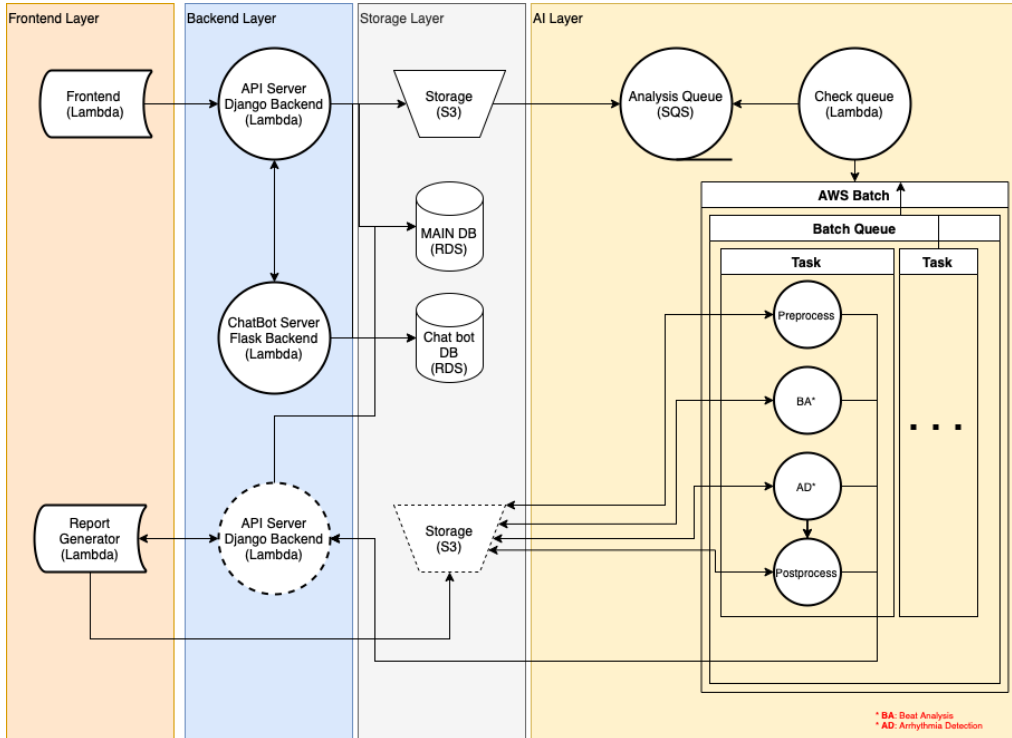 Frontend Layer
Backend Layer
Storage Layer
AI Layer
Frontend
(Lambda)
API Server
Django Backend
(Lambda)
Storage
(S3)
Analysis Queue
(SQS)
Check queue
(Lambda)
AWS Batch
Batch Queue
Task
Task
MAIN DB
(RDS)
ChatBot Server
Flask Backend
(Lambda)
Chat bot
DB
(RDS)
Preprocess
BA*
. . .
AD*
Postprocess
Report
Generator
(Lambda)
API Server
Django Backend
(Lambda)
Storage
(S3)
* BA: Beat Analysis
* AD: Arrhythmia Detection